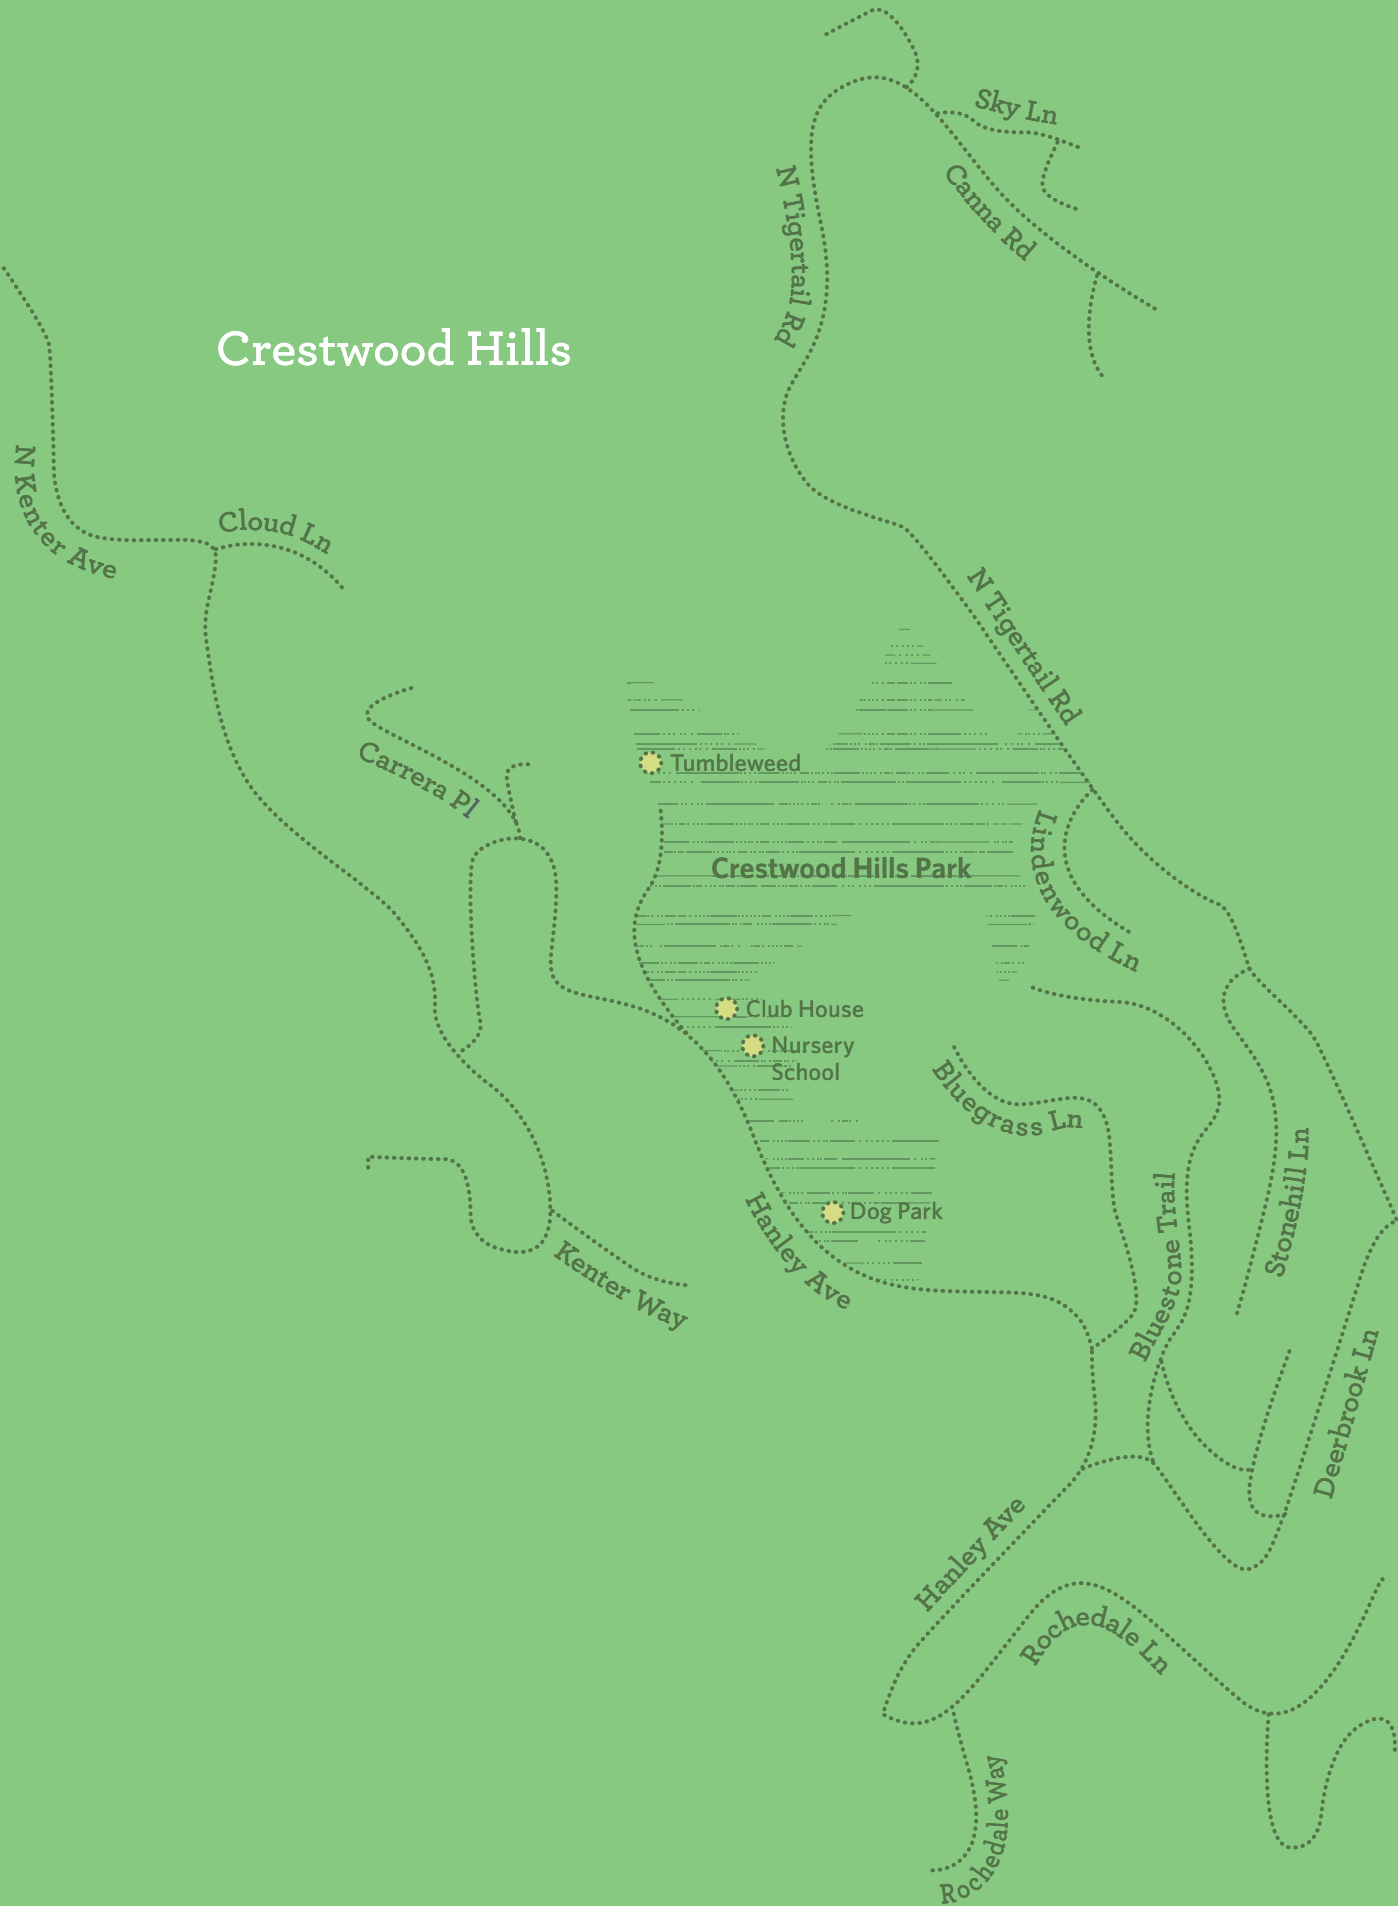 Sky Ln
N Tigertail Rd
Canna Rd
Crestwood Hills
N Kenter Ave
Cloud Ln
N Tigertail Rd
Carrera Pl
Tumbleweed
Lindenwood Ln
Crestwood Hills Park
Club House
Nursery
School
Bluegrass Ln
Stonehill Ln
Bluestone Trail
Dog Park
Hanley Ave
Kenter Way
Deerbrook Ln
Hanley Ave
Rochedale Ln
Rochedale Way